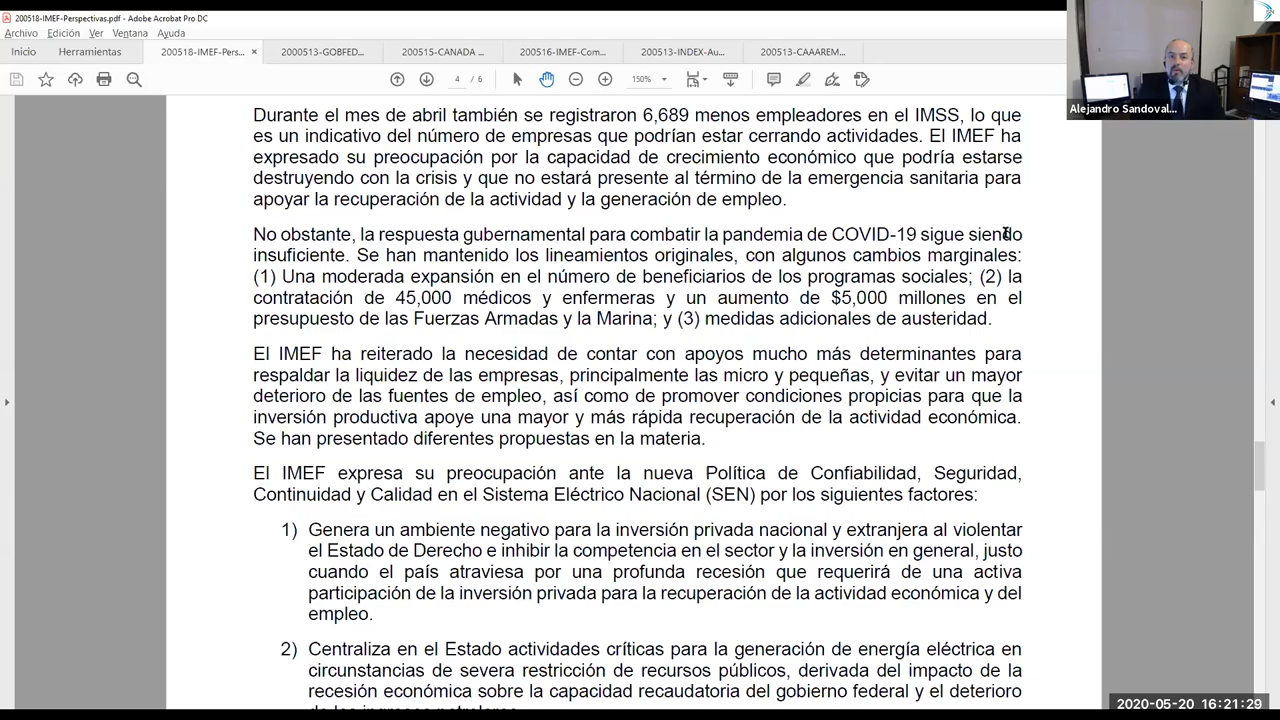 200518-IMEF-Perspectivas.pdf - Adobe Acrobat Pro DC
Archivo Edición Ver Ventana Ayuda
Inicio Herramientas 200518-IMEF-Pers... × 200513-GOBFED... 200515-CANADA ... 200516-IMEF-Com... 200513-INDEX-Au... 200513-CAAAREM...
4 / 6 150%
Alejandro Sandoval...
Durante el mes de abril también se registraron 6,689 menos empleadores en el IMSS, lo que
es un indicativo del número de empresas que podrían estar cerrando actividades. El IMEF ha
expresado su preocupación por la capacidad de crecimiento económico que podría estarse
destruyendo con la crisis y que no estará presente al término de la emergencia sanitaria para
apoyar la recuperación de la actividad y la generación de empleo.
No obstante, la respuesta gubernamental para combatir la pandemia de COVID-19 sigue siendo
insuficiente. Se han mantenido los lineamientos originales, con algunos cambios marginales:
(1) Una moderada expansión en el número de beneficiarios de los programas sociales; (2) la
contratación de 45,000 médicos y enfermeras y un aumento de $5,000 millones en el
presupuesto de las Fuerzas Armadas y la Marina; y (3) medidas adicionales de austeridad.
El IMEF ha reiterado la necesidad de contar con apoyos mucho más determinantes para
respaldar la liquidez de las empresas, principalmente las micro y pequeñas, y evitar un mayor
deterioro de las fuentes de empleo, así como de promover condiciones propicias para que la
inversión productiva apoye una mayor y más rápida recuperación de la actividad económica.
Se han presentado diferentes propuestas en la materia.
El IMEF expresa su preocupación ante la nueva Política de Confiabilidad, Seguridad,
Continuidad y Calidad en el Sistema Eléctrico Nacional (SEN) por los siguientes factores:
1) Genera un ambiente negativo para la inversión privada nacional y extranjera al violentar
el Estado de Derecho e inhibir la competencia en el sector y la inversión en general, justo
cuando el país atraviesa por una profunda recesión que requerirá de una activa
participación de la inversión privada para la recuperación de la actividad económica y del
empleo.
2) Centraliza en el Estado actividades críticas para la generación de energía eléctrica en
circunstancias de severa restricción de recursos públicos, derivada del impacto de la
recesión económica sobre la capacidad recaudatoria del gobierno federal y el deterioro
2020-05-20 16:21:29